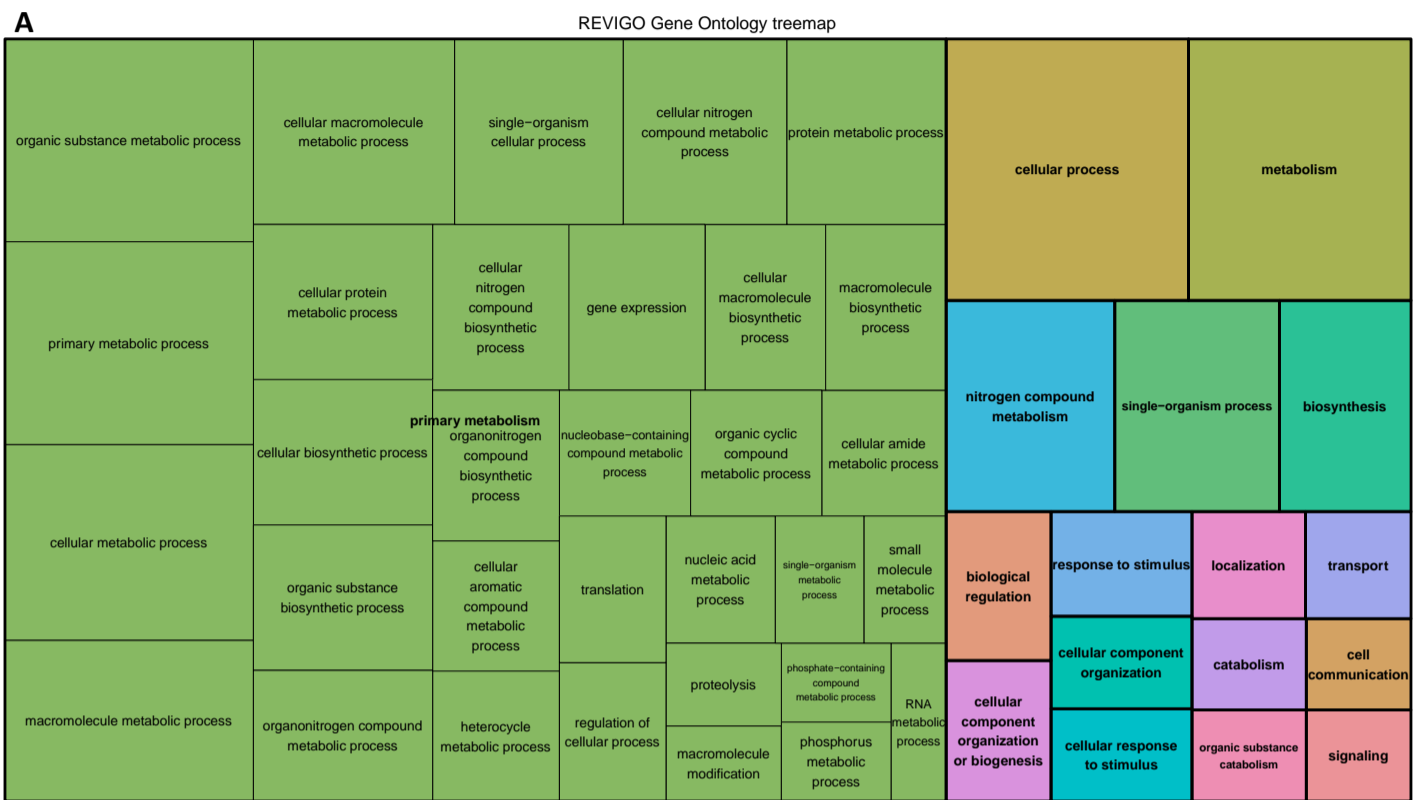 A
REVIGO Gene Ontology treemap
organic substance metabolic process
primary metabolic process
cellular metabolic process
macromolecule metabolic process
cellular macromolecule
metabolic process
single−organism
cellular process
cellular nitrogen
compound metabolic
process
protein metabolic process
cellular protein
metabolic process
cellular biosynthetic process
organic substance
biosynthetic process
organonitrogen compound
metabolic process
cellular
nitrogen
compound
biosynthetic
process
gene expression
cellular
macromolecule
biosynthetic
process
macromolecule
biosynthetic
process
primary metabolism
organonitrogen
compound
biosynthetic
process
nucleobase−containing
compound metabolic
process
organic cyclic
compound
metabolic process
cellular amide
metabolic process
cellular
aromatic
compound
metabolic
process
heterocycle
metabolic process
translation
regulation of
cellular process
nucleic acid
metabolic
process
single−organism
metabolic
process
small
molecule
metabolic
process
proteolysis
macromolecule
modification
phosphate−containing
compound
metabolic process
phosphorus
metabolic
process
RNA
metabolic
process
cellular process
metabolism
nitrogen compound
metabolism
single−organism process
biosynthesis
biological
regulation
cellular
component
organization
or biogenesis
response to stimulus
cellular component
organization
cellular response
to stimulus
localization
transport
catabolism
cell
communication
organic substance
catabolism
signaling